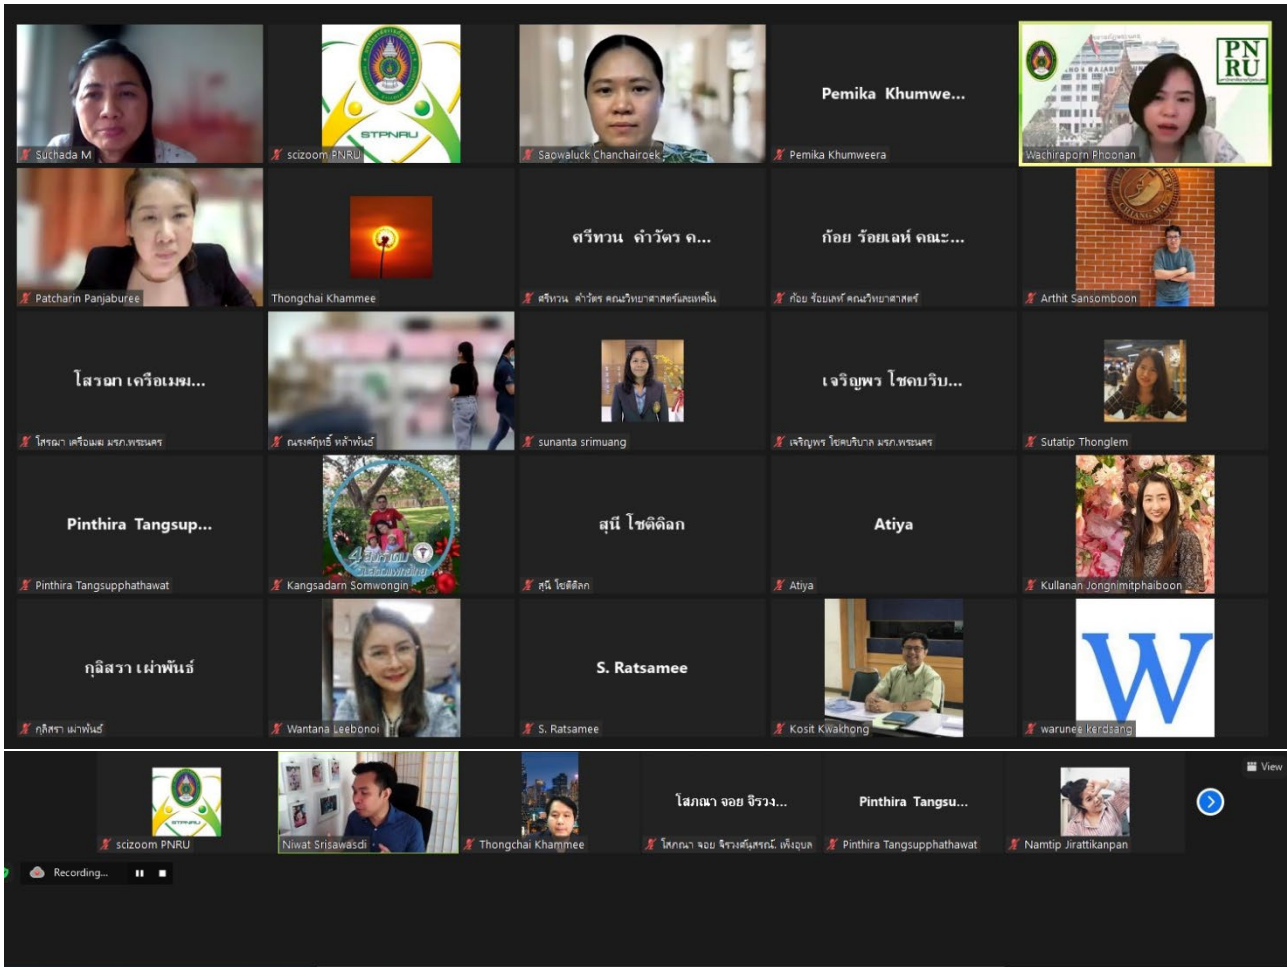 Suchada M
STPNRU
scizoom PNRU
Saowaluck Chanchairoek
Pemika Khumwe...
Pemika Khumweera
PN
RU
Wachiraporn Phoonan
Patcharin Panjaburee
Thongchai Khammee
ศรีทวน คำวัตร ค...
ศรีทวน คำวัตร คณะวิทยาศาสตร์และเทคโน
ก้อย ร้อยเลห์ คณะ...
ก้อย ร้อยเลห์ คณะวิทยาศาสตร์
CHIANG MAI
Arthit Sansomboon
โสรฌา เครือเมฆ...
โสรฌา เครือเมฆ มรภ.พระนคร
ณรงค์ฤทธิ์ หล้าพันธ์
sunanta srimuang
เจริญพร โชคบริบ...
เจริญพร โชคบริบาล มรภ.พระนคร
Sutatip Thonglem
Pinthira Tangsup...
Pinthira Tangsupphathawat
Kangsadarn Somwongin
สุนี โชติดิลก
สุนี โชติดิลก
Atiya
Atiya
Kullanan Jongnimitphaiboon
กุลิสรา เผ่าพันธ์
กุลิสรา เผ่าพันธ์
Wantana Leebonoi
S. Ratsamee
S. Ratsamee
Kosit Kwakhong
W
warunee kerdsang
STPNRU
scizoom PNRU
Niwat Srisawasdi
Thongchai Khammee
โสภณา จอย จิรวง...
โสภณา จอย จิรวงศ์นุสรณ์. เพ็งอุบล
Pinthira Tangsu...
Pinthira Tangsupphathawat
Namtip Jirattikanpan
View
Recording...